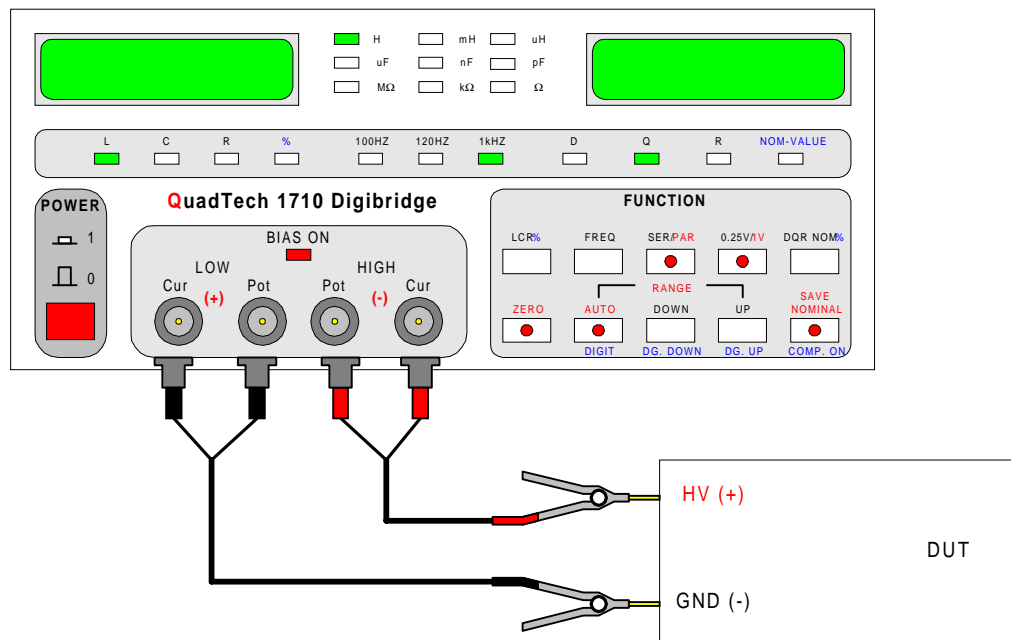 H mH uH
uF nF pF
MΩ kΩ Ω
L C R % 100HZ 120HZ 1kHZ D Q R NOM-VALUE
POWER
1
0
QuadTech 1710 Digibridge
BIAS ON
LOW HIGH
Cur (+) Pot Pot (-) Cur
FUNCTION
LCR% FREQ SER/PAR 0.25V/1V DQR NOM%
RANGE
ZERO AUTO DOWN UP SAVE NOMINAL
DIGIT DG. DOWN DG. UP COMP. ON
HV (+)
DUT
GND (-)